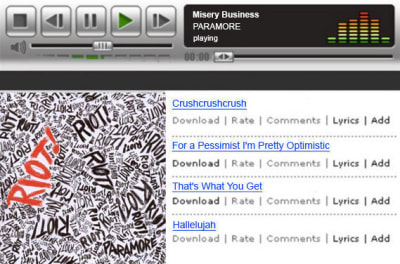 Misery Business
PARAMORE
playing
00:00
Crushcrushcrush
Download | Rate | Comments | Lyrics | Add
For a Pessimist I'm Pretty Optimistic
Download | Rate | Comments | Lyrics | Add
That's What You Get
Download | Rate | Comments | Lyrics | Add
Hallelujah
Download | Rate | Comments | Lyrics | Add
RIOT!
RIOT!
PARAMORE